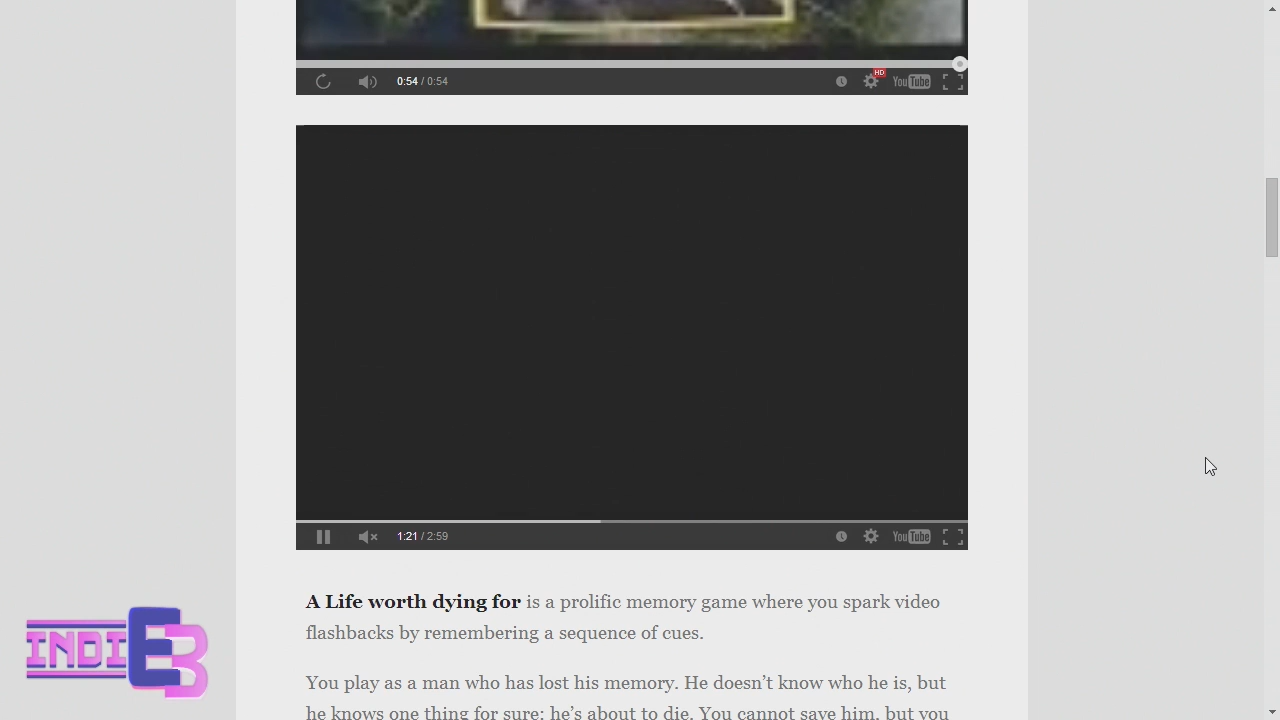 0:54 / 0:54
HD
YouTube
1:21 / 2:59
YouTube
A Life worth dying for is a prolific memory game where you spark video
flashbacks by remembering a sequence of cues.
INDIE3
You play as a man who has lost his memory. He doesn’t know who he is, but
he knows one thing for sure: he’s about to die. You cannot save him, but you